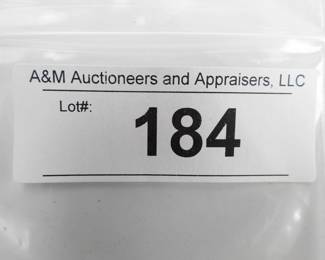 A&M Auctioneers and Appraisers, LLC
Lot#: 184